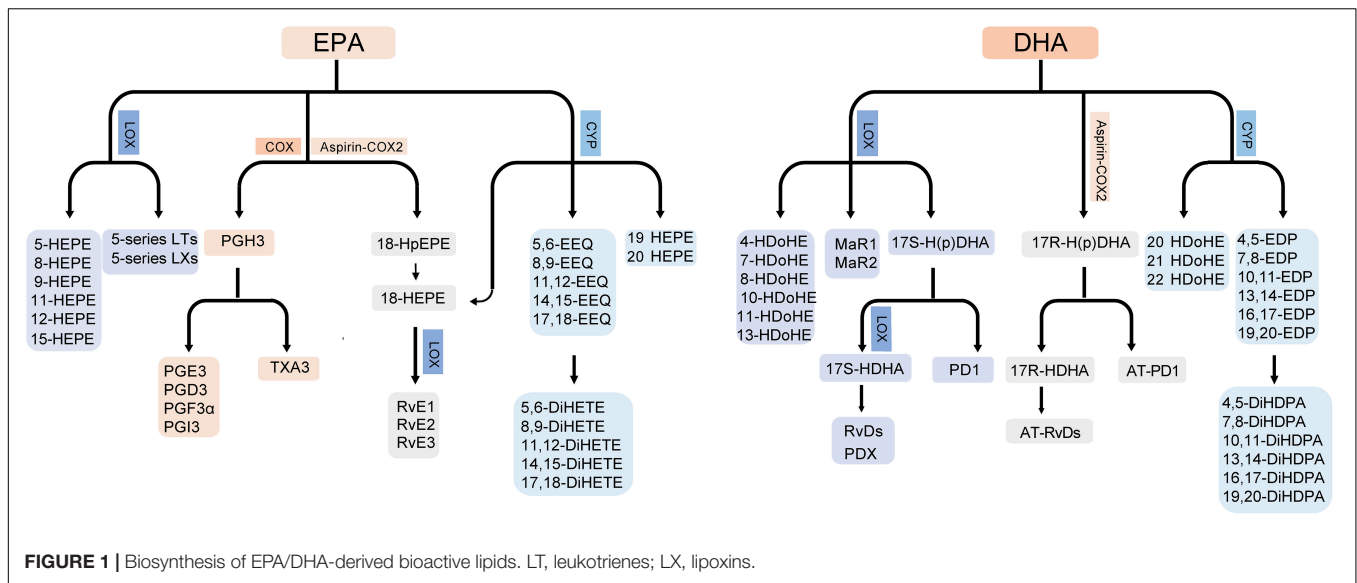 EPA
LOX
COX
Aspirin-COX2
CYP
5-HEPE
8-HEPE
9-HEPE
11-HEPE
12-HEPE
15-HEPE
5-series LTs
5-series LXs
PGH3
PGE3
PGD3
PGF3α
PGI3
TXA3
18-HpEPE
18-HEPE
LOX
RvE1
RvE2
RvE3
5,6-EEQ
8,9-EEQ
11,12-EEQ
14,15-EEQ
17,18-EEQ
5,6-DiHETE
8,9-DiHETE
11,12-DiHETE
14,15-DiHETE
17,18-DiHETE
19 HEPE
20 HEPE
DHA
LOX
Aspirin-COX2
CYP
4-HDoHE
7-HDoHE
8-HDoHE
10-HDoHE
11-HDoHE
13-HDoHE
MaR1
MaR2
17S-H(p)DHA
LOX
17S-HDHA
PD1
RvDs
PDX
17R-H(p)DHA
17R-HDHA
AT-PD1
AT-RvDs
20 HDoHE
21 HDoHE
22 HDoHE
4,5-EDP
7,8-EDP
10,11-EDP
13,14-EDP
16,17-EDP
19,20-EDP
4,5-DiHDPA
7,8-DiHDPA
10,11-DiHDPA
13,14-DiHDPA
16,17-DiHDPA
19,20-DiHDPA
FIGURE 1 | Biosynthesis of EPA/DHA-derived bioactive lipids. LT, leukotrienes; LX, lipoxins.